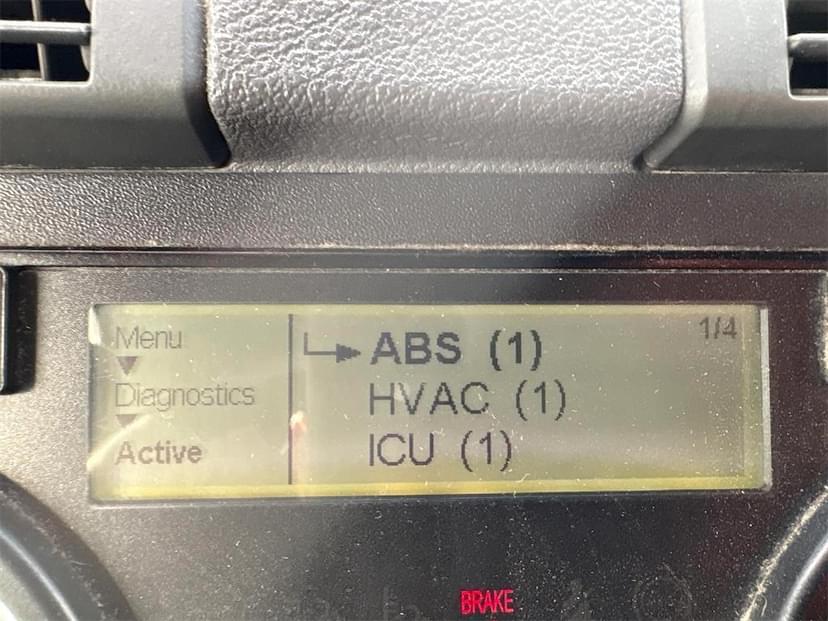 Menu
Diagnostics
Active
1/4
ABS (1)
HVAC (1)
ICU (1)
BRAKE